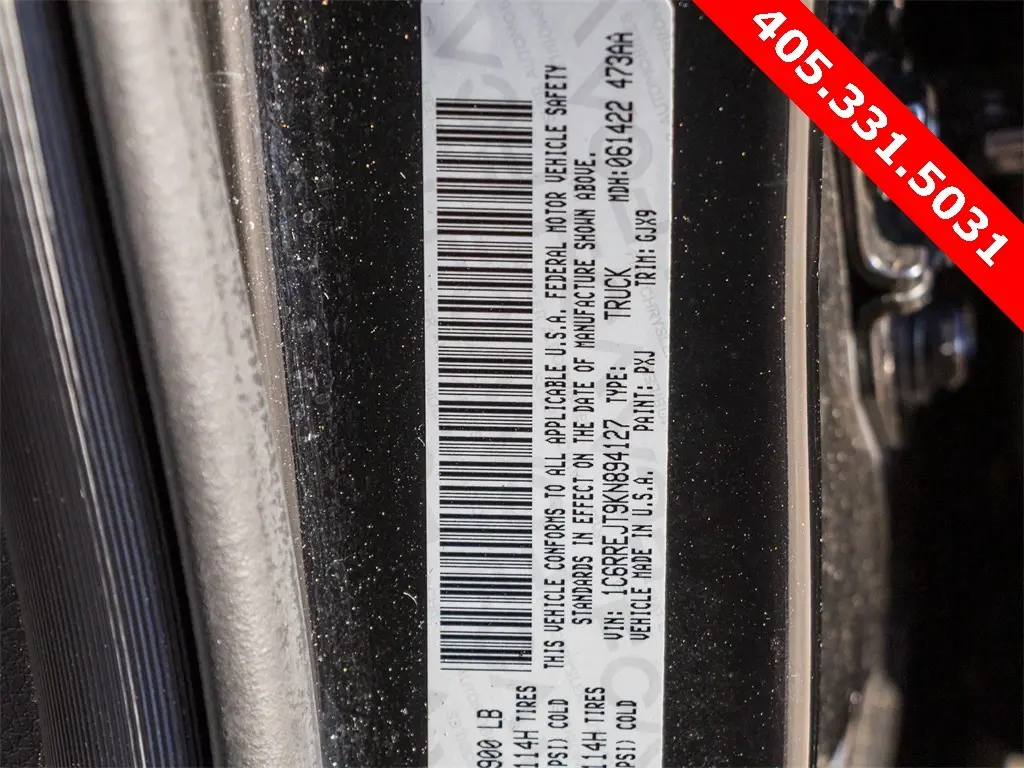 405.331.5031
THIS VEHICLE CONFORMS TO ALL APPLICABLE U.S.A. FEDERAL MOTOR VEHICLE SAFETY
STANDARDS IN EFFECT ON THE DATE OF MANUFACTURE SHOWN ABOVE.
VIN: 1C6RREJT9KN894127 TYPE: TRUCK MDH: 061422 473AA
VEHICLE MADE IN U.S.A. PAINT: PXJ TRIM: GJX9
900 LB
114H TIRES
PSI) COLD
114H TIRES
PSI) COLD